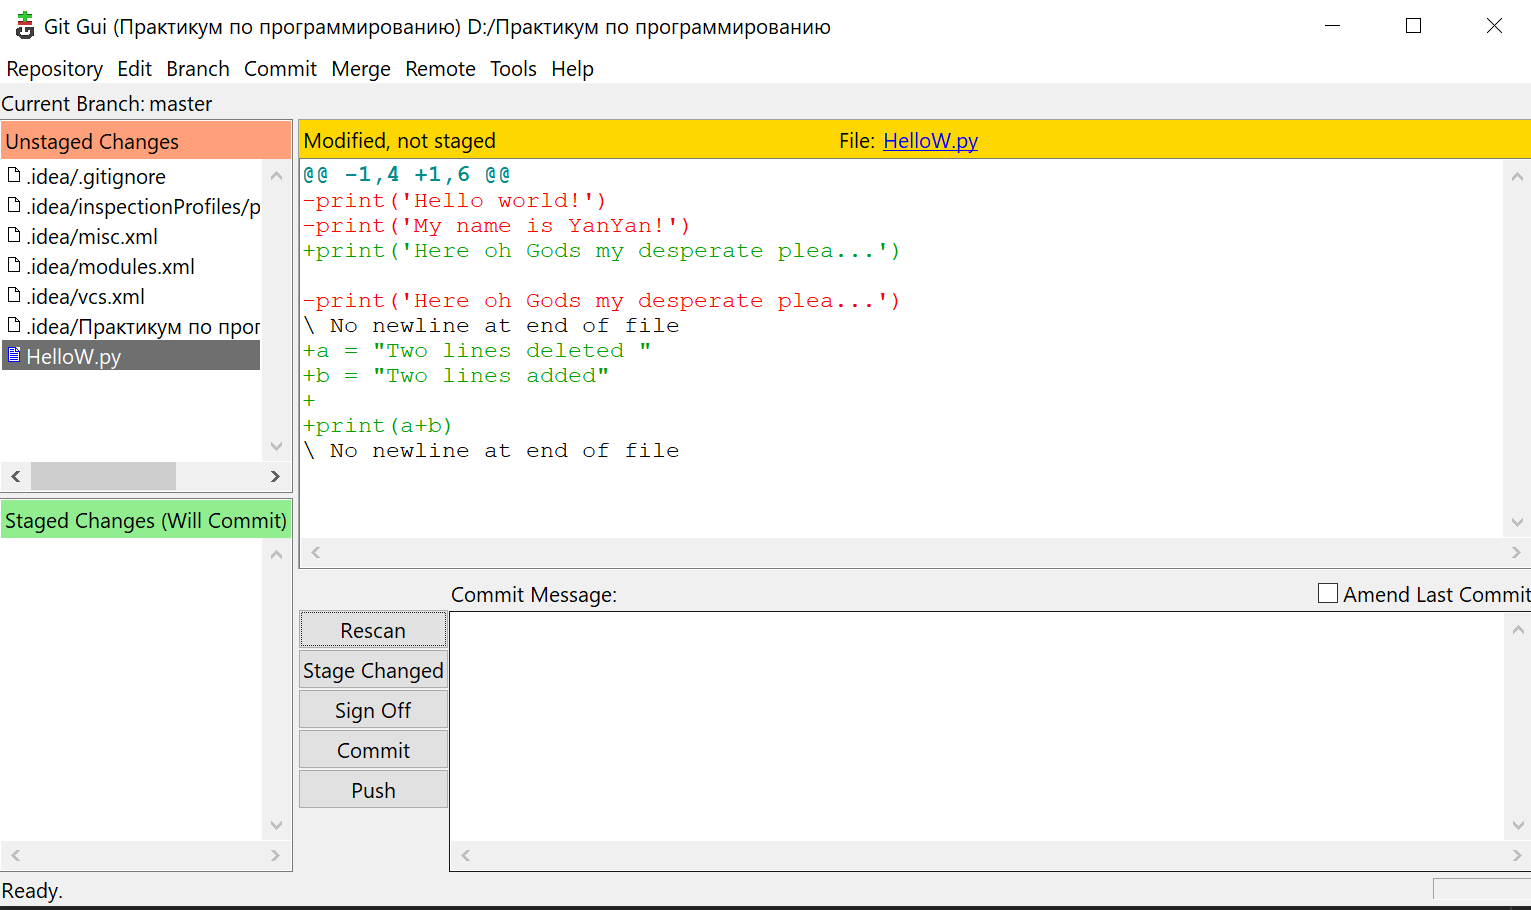 Git Gui (Практикум по программированию) D:/Практикум по программированию
Repository Edit Branch Commit Merge Remote Tools Help
Current Branch: master
Unstaged Changes
.idea/.gitignore
.idea/inspectionProfiles/p
.idea/misc.xml
.idea/modules.xml
.idea/vcs.xml
.idea/Практикум по прог
HelloW.py
Staged Changes (Will Commit)
Modified, not staged File: HelloW.py
@@ -1,4 +1,6 @@
-print('Hello world!')
-print('My name is YanYan!')
+print('Here oh Gods my desperate plea...')
-print('Here oh Gods my desperate plea...')
\ No newline at end of file
+a = "Two lines deleted "
+b = "Two lines added"
+
+print(a+b)
\ No newline at end of file
Commit Message: Amend Last Commit
Rescan
Stage Changed
Sign Off
Commit
Push
Ready.